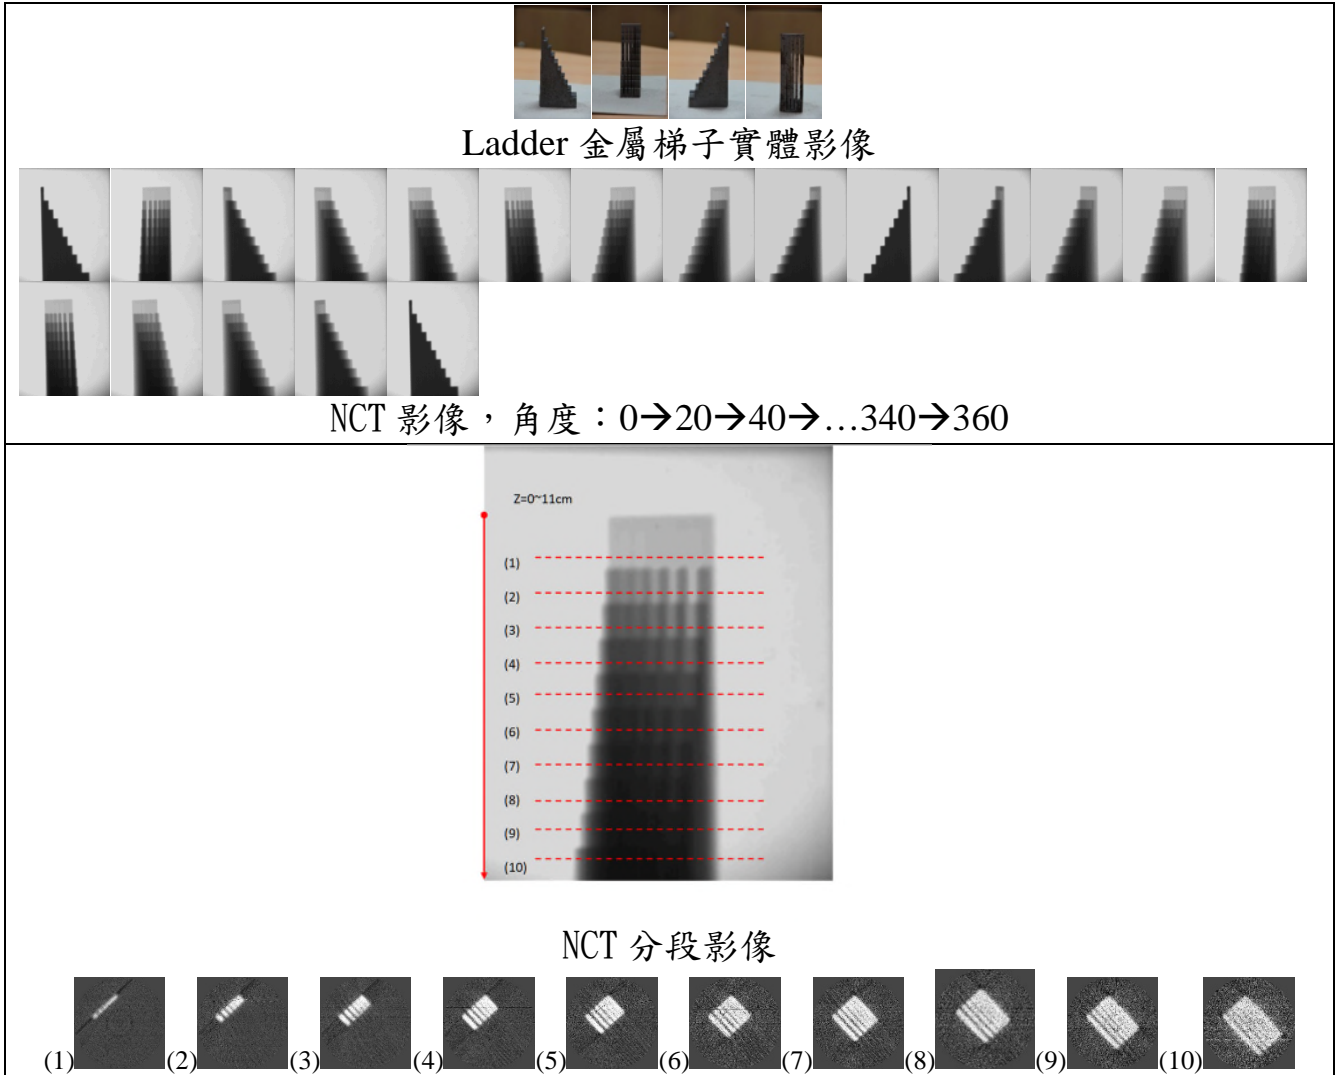 Ladder 金屬梯子實體影像
NCT 影像，角度：0→20→40→…340→360
Z=0~11cm
(1)
(2)
(3)
(4)
(5)
(6)
(7)
(8)
(9)
(10)
NCT 分段影像
(1) (2) (3) (4) (5) (6) (7) (8) (9) (10)